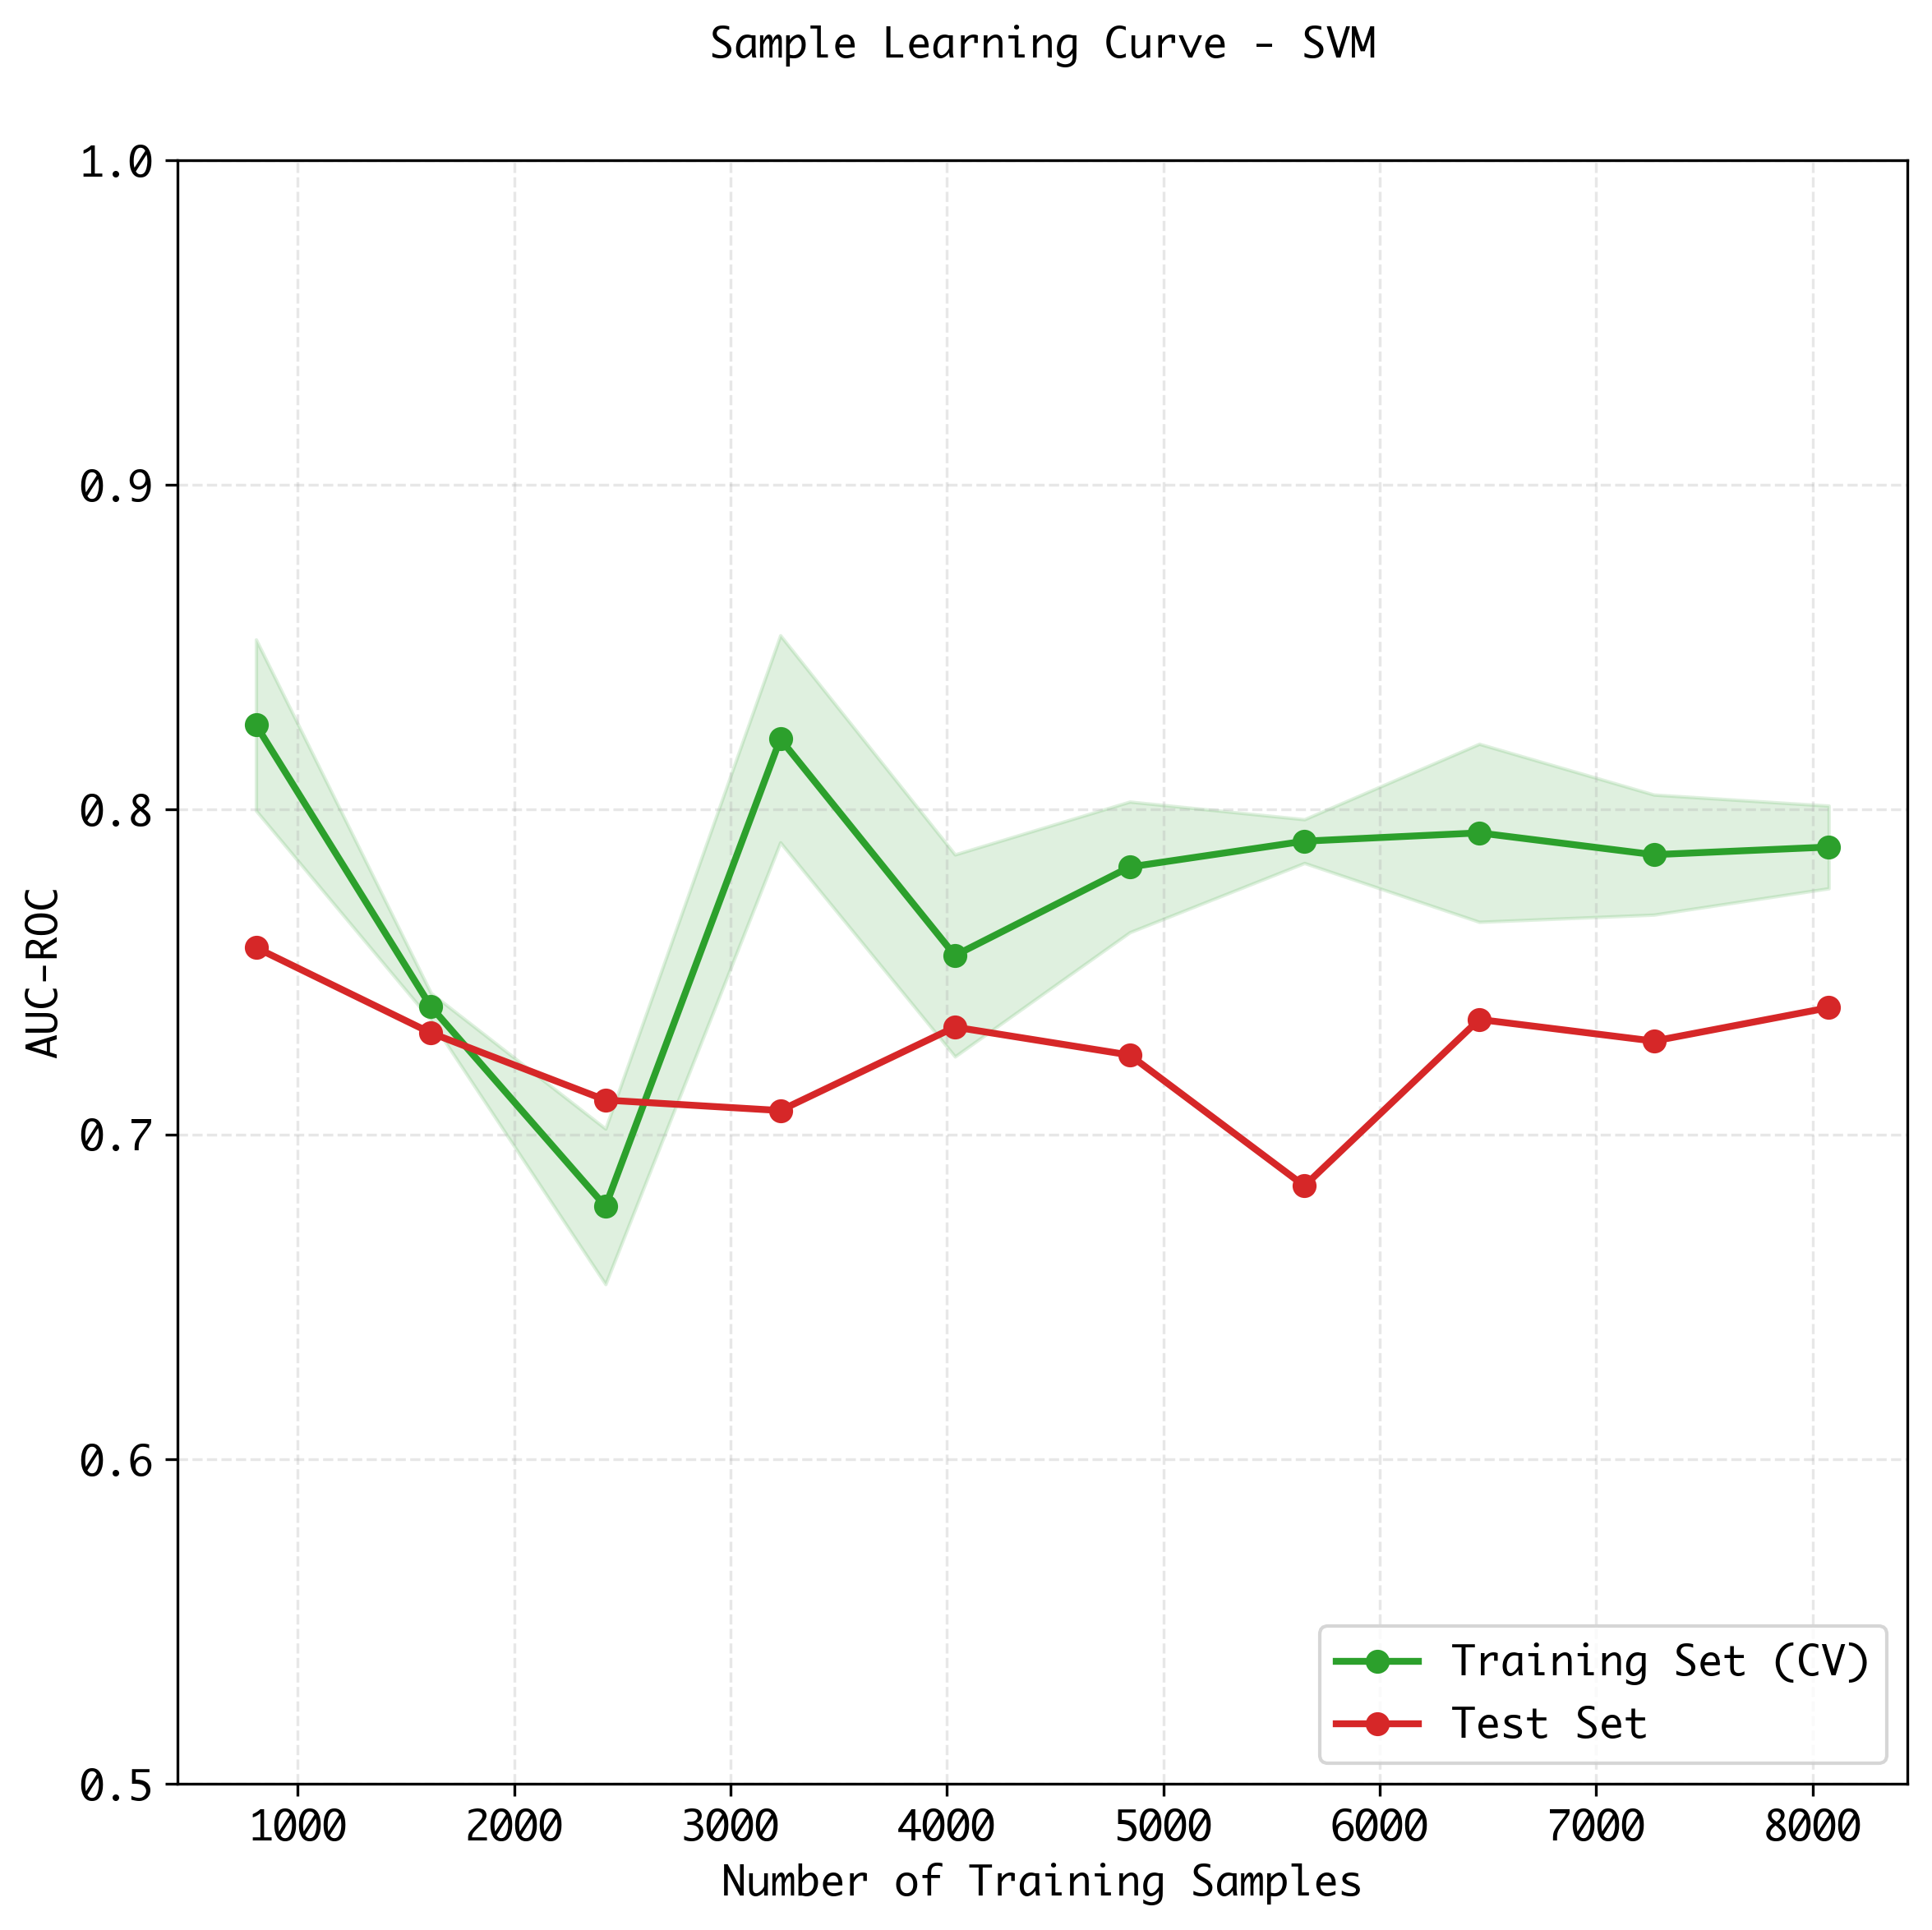 Sample Learning Curve - SVM
1.0
0.9
0.8
0.7
0.6
0.5
AUC-ROC
1000 2000 3000 4000 5000 6000 7000 8000
Number of Training Samples
Training Set (CV)
Test Set